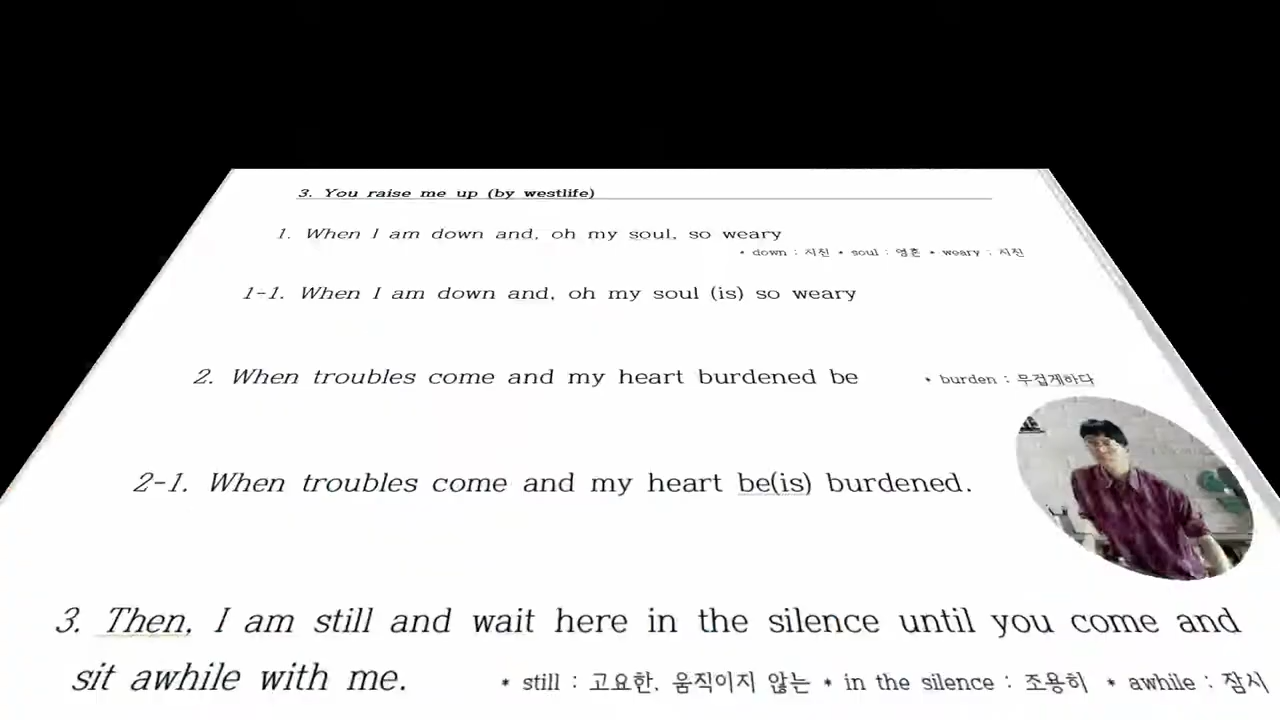 3. You raise me up (by westlife)
1. When I am down and, oh my soul, so weary
* down : 지친 * soul : 영혼 * weary : 지친
1-1. When I am down and, oh my soul (is) so weary
2. When troubles come and my heart burdened be
* burden : 무겁게하다
2-1. When troubles come and my heart be(is) burdened.
3. Then, I am still and wait here in the silence until you come and
sit awhile with me.
* still : 고요한, 움직이지 않는 * in the silence : 조용히 * awhile : 잠시